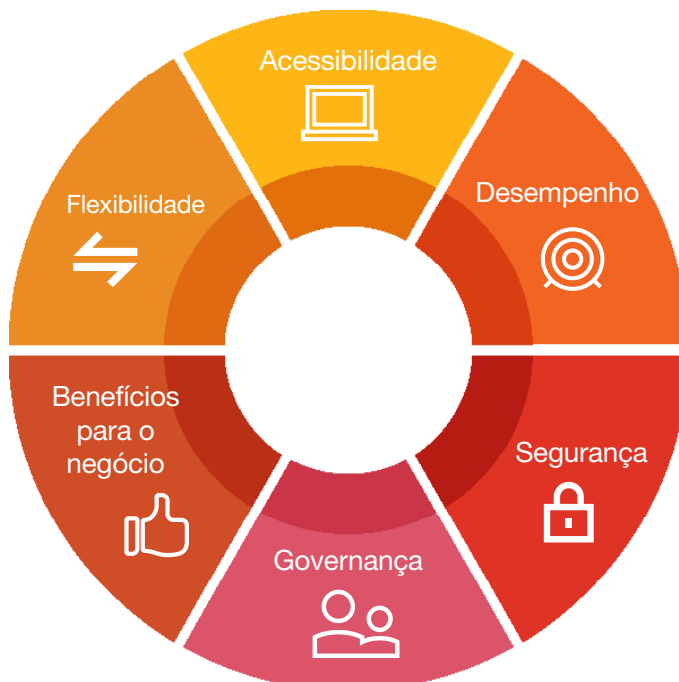 Acessibilidade
Desempenho
Segurança
Governança
Benefícios
para o
negócio
Flexibilidade